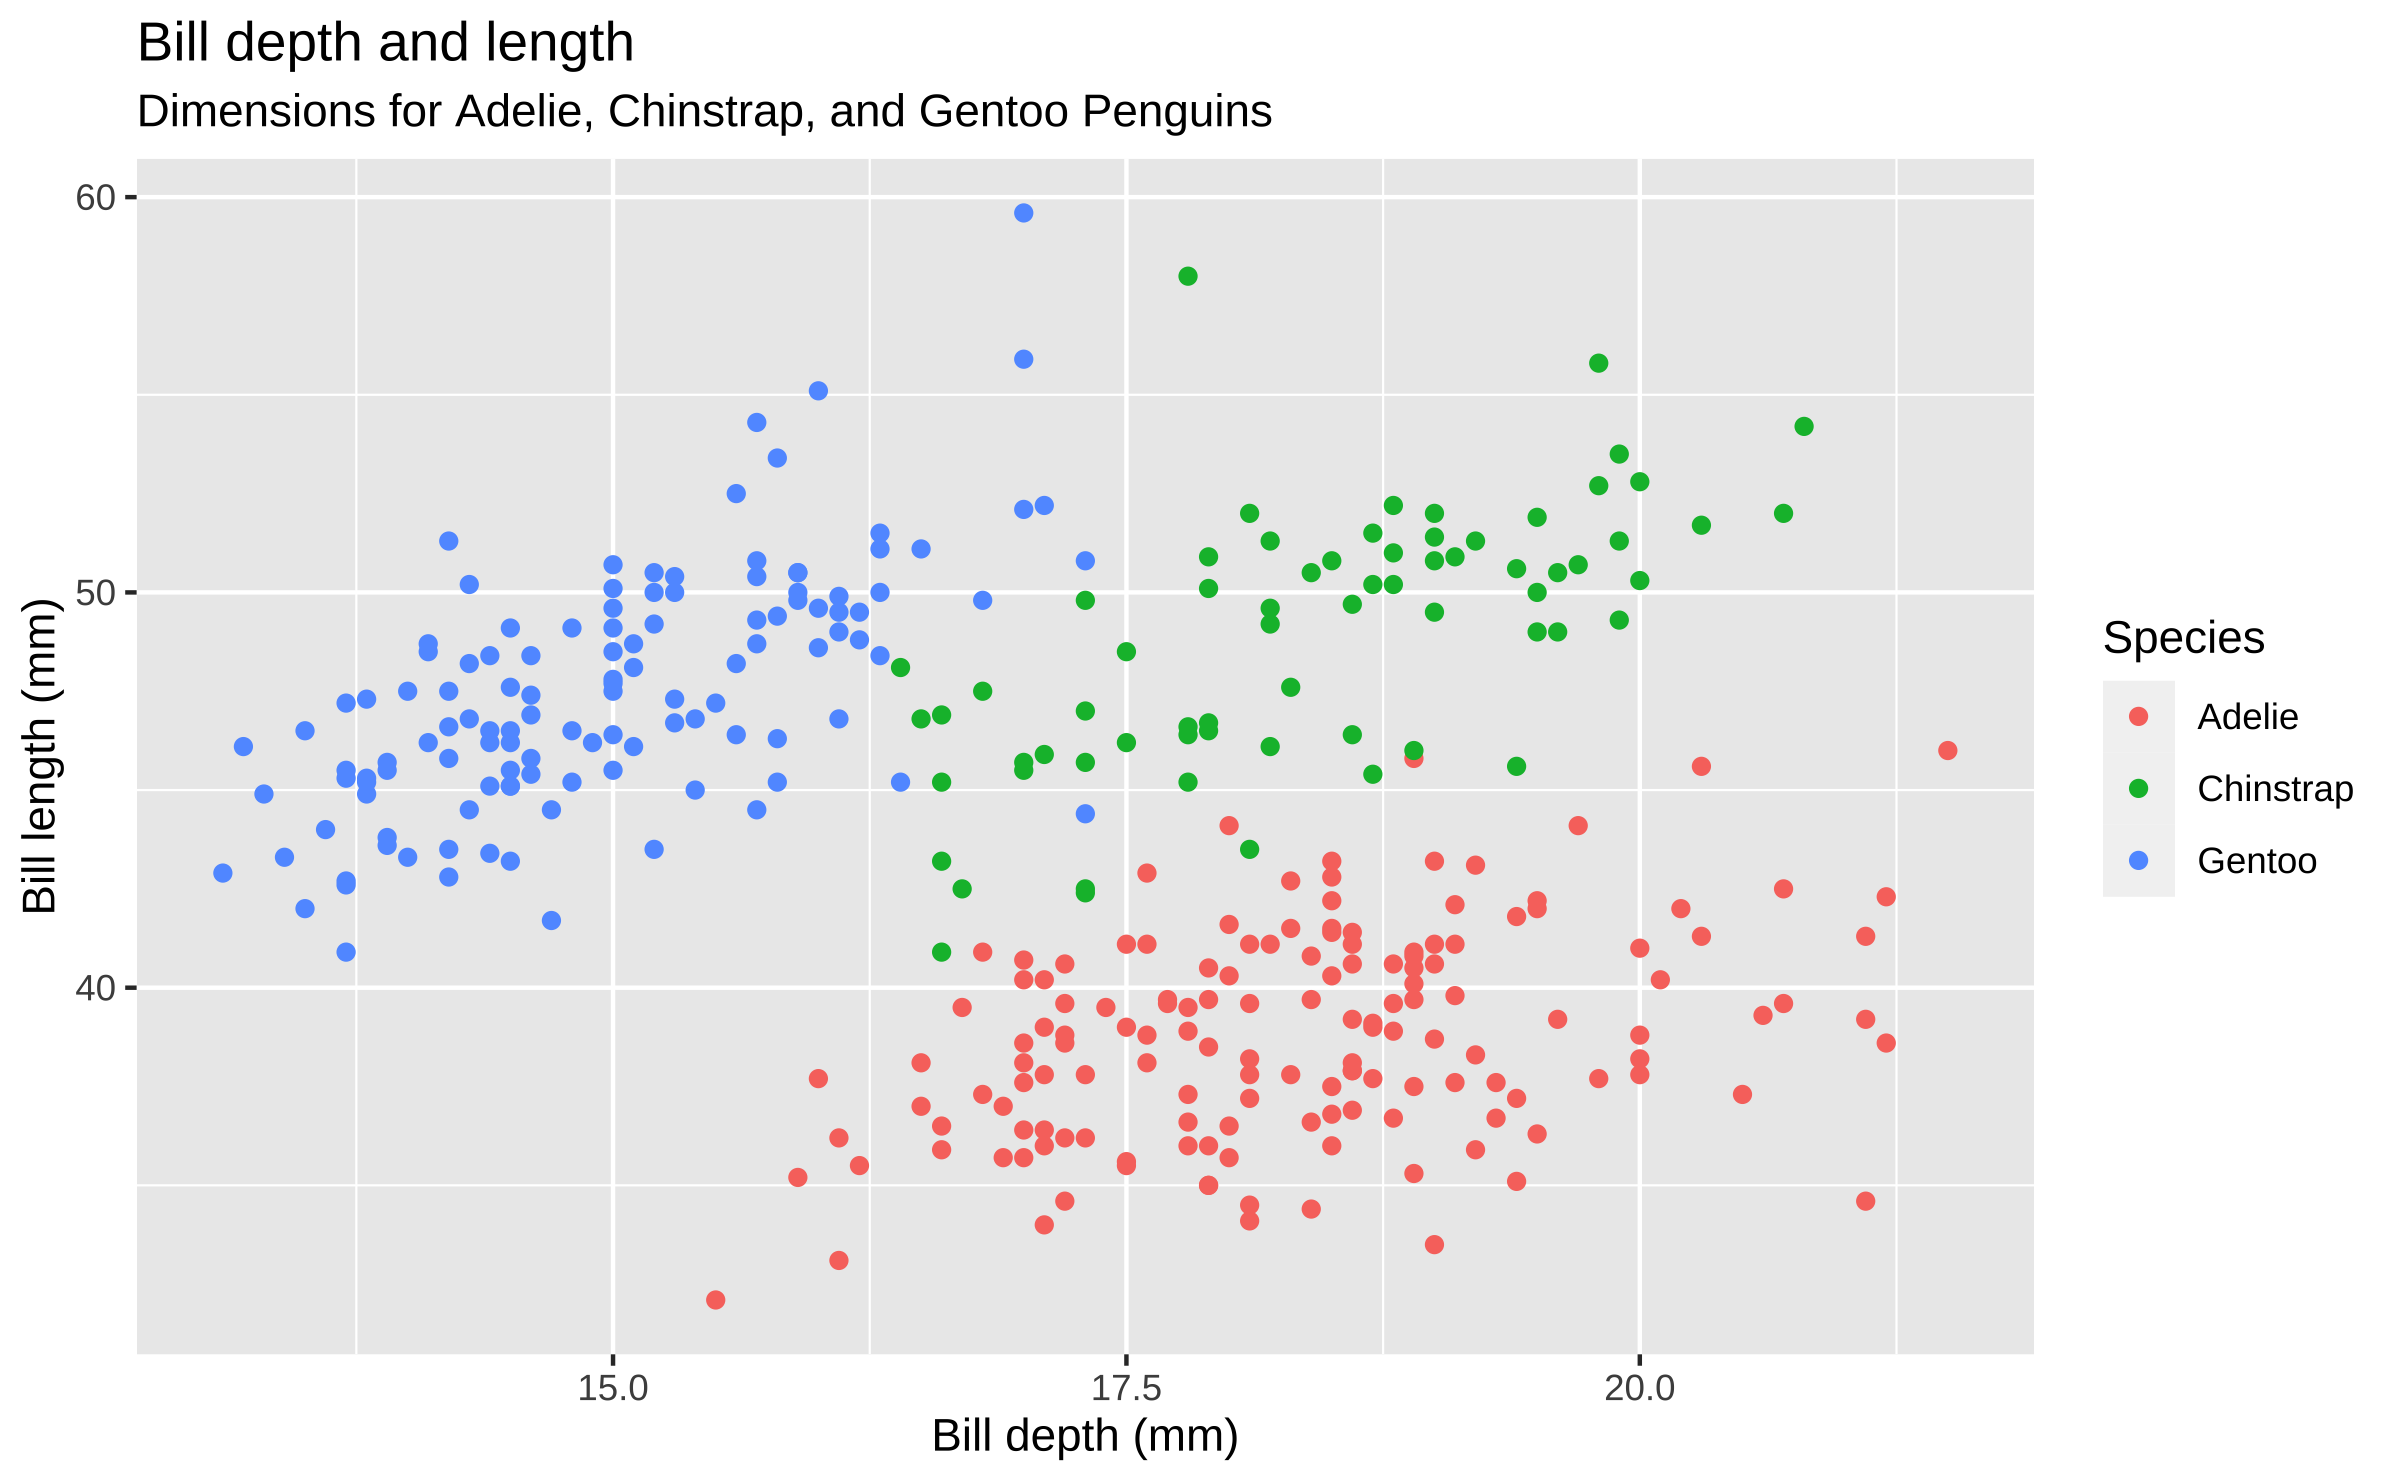 Bill depth and length
Dimensions for Adelie, Chinstrap, and Gentoo Penguins
60
50
40
Bill length (mm)
15.0 17.5 20.0
Bill depth (mm)
Species
Adelie
Chinstrap
Gentoo